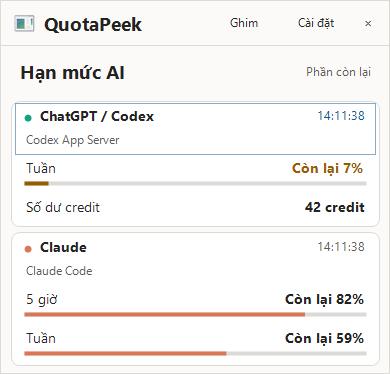 QuotaPeek Ghim Cài đặt ×
Hạn mức AI Phần còn lại
ChatGPT / Codex 14:11:38
Codex App Server
Tuần Còn lại 7%
Số dư credit 42 credit
Claude 14:11:38
Claude Code
5 giờ Còn lại 82%
Tuần Còn lại 59%